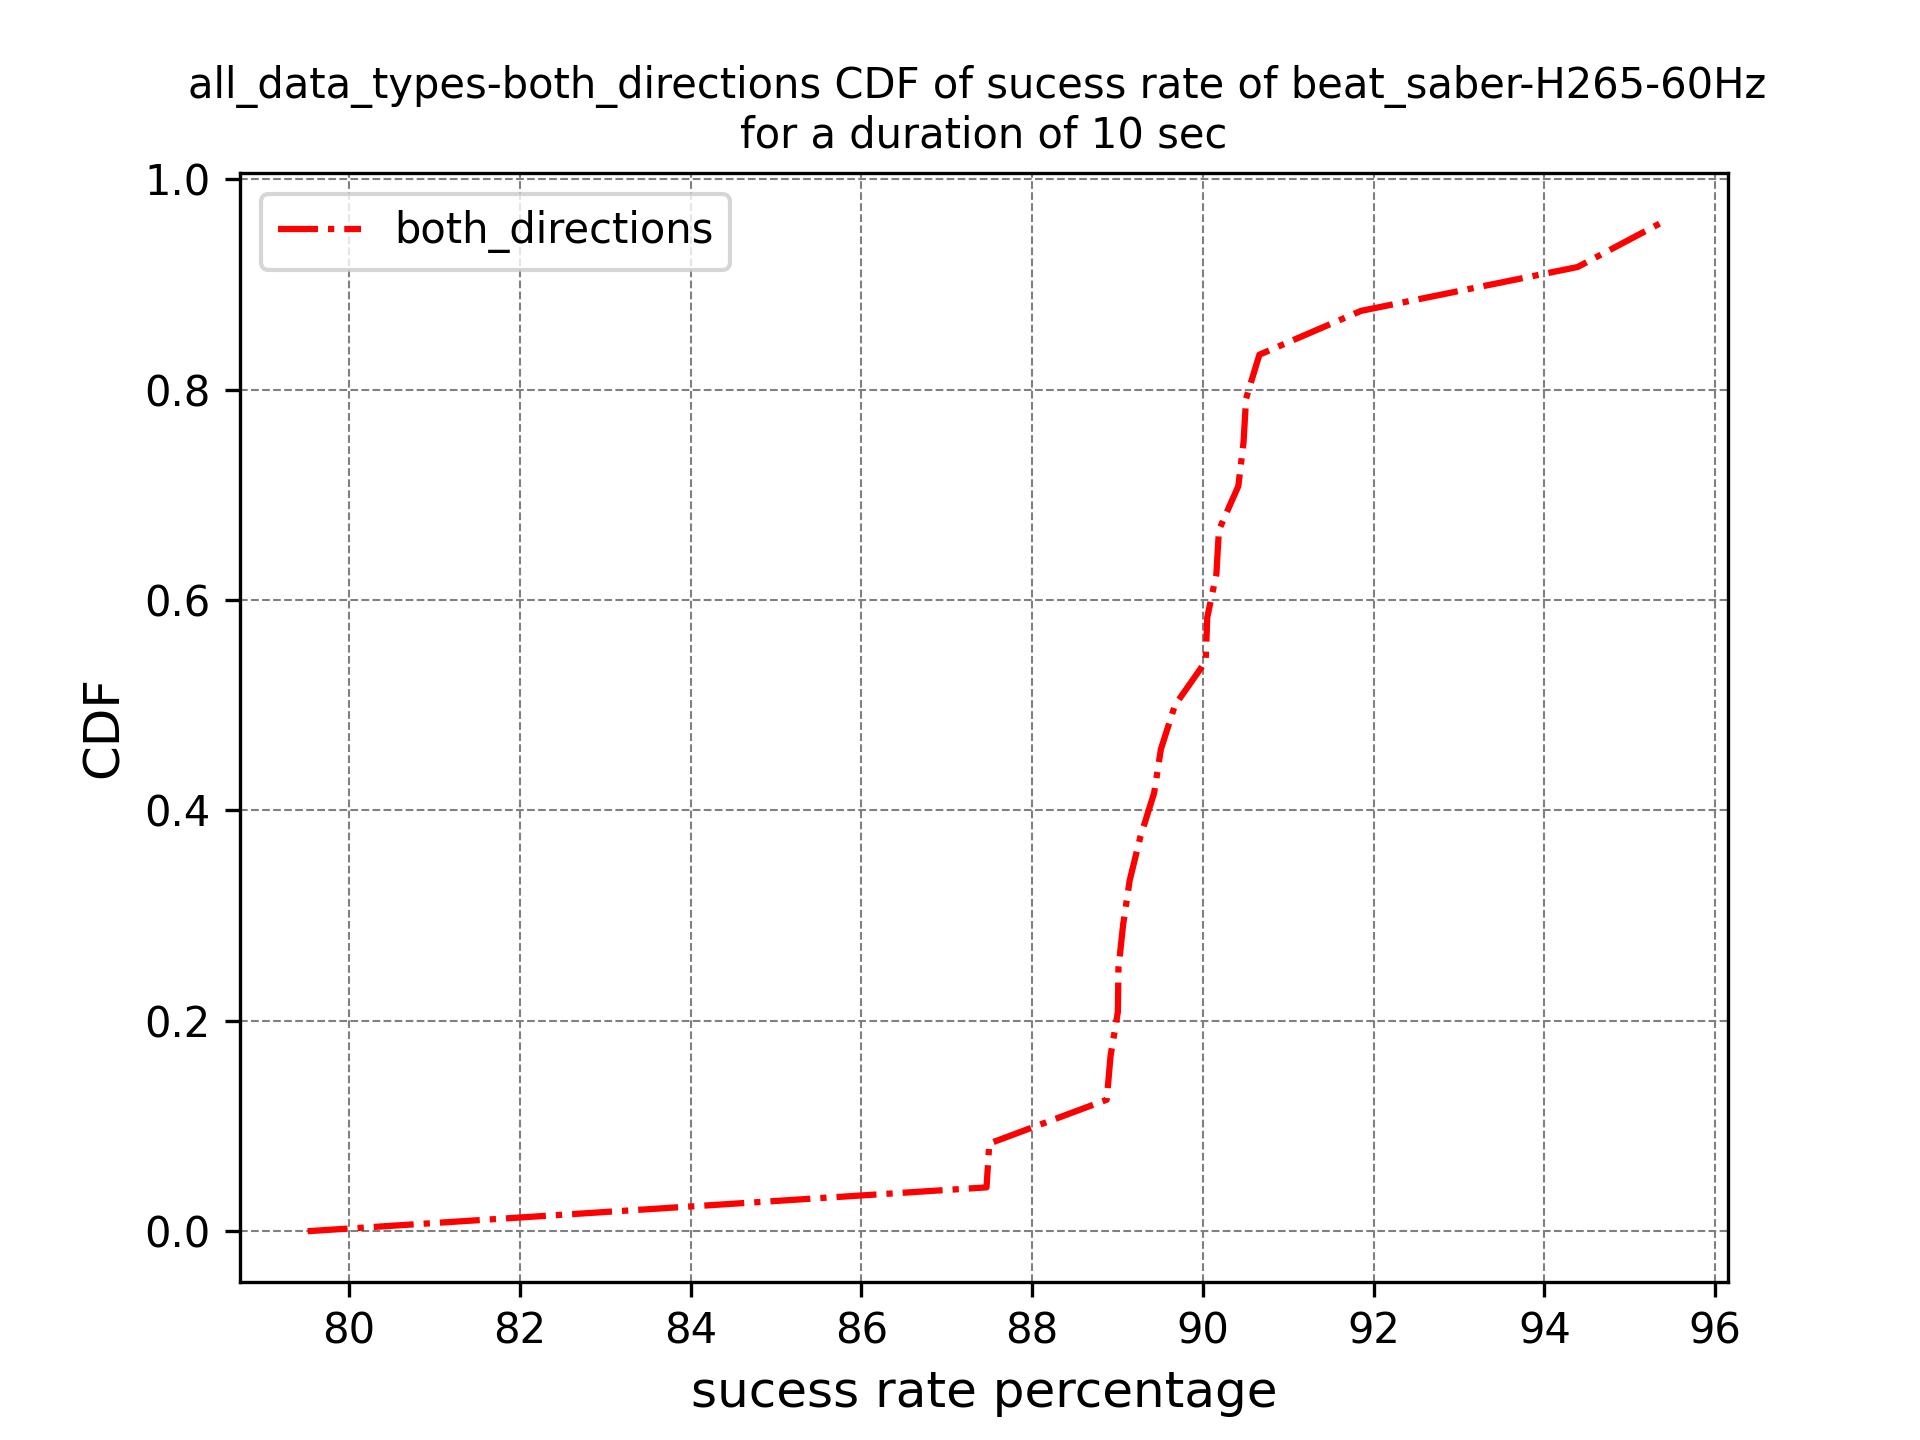 all_data_types-both_directions CDF of sucess rate of beat_saber-H265-60Hz
for a duration of 10 sec
both_directions
1.0
0.8
0.6
0.4
0.2
0.0
CDF
80 82 84 86 88 90 92 94 96
sucess rate percentage